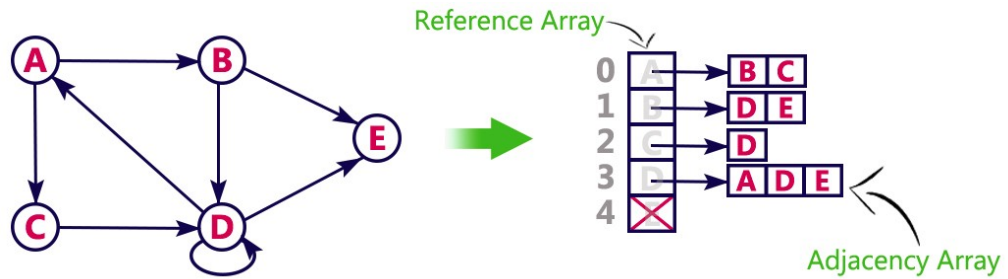 Reference Array
A B
0 A B C
1 B D E
E
2 C D
3 D A D E
C D
4 E
Adjacency Array